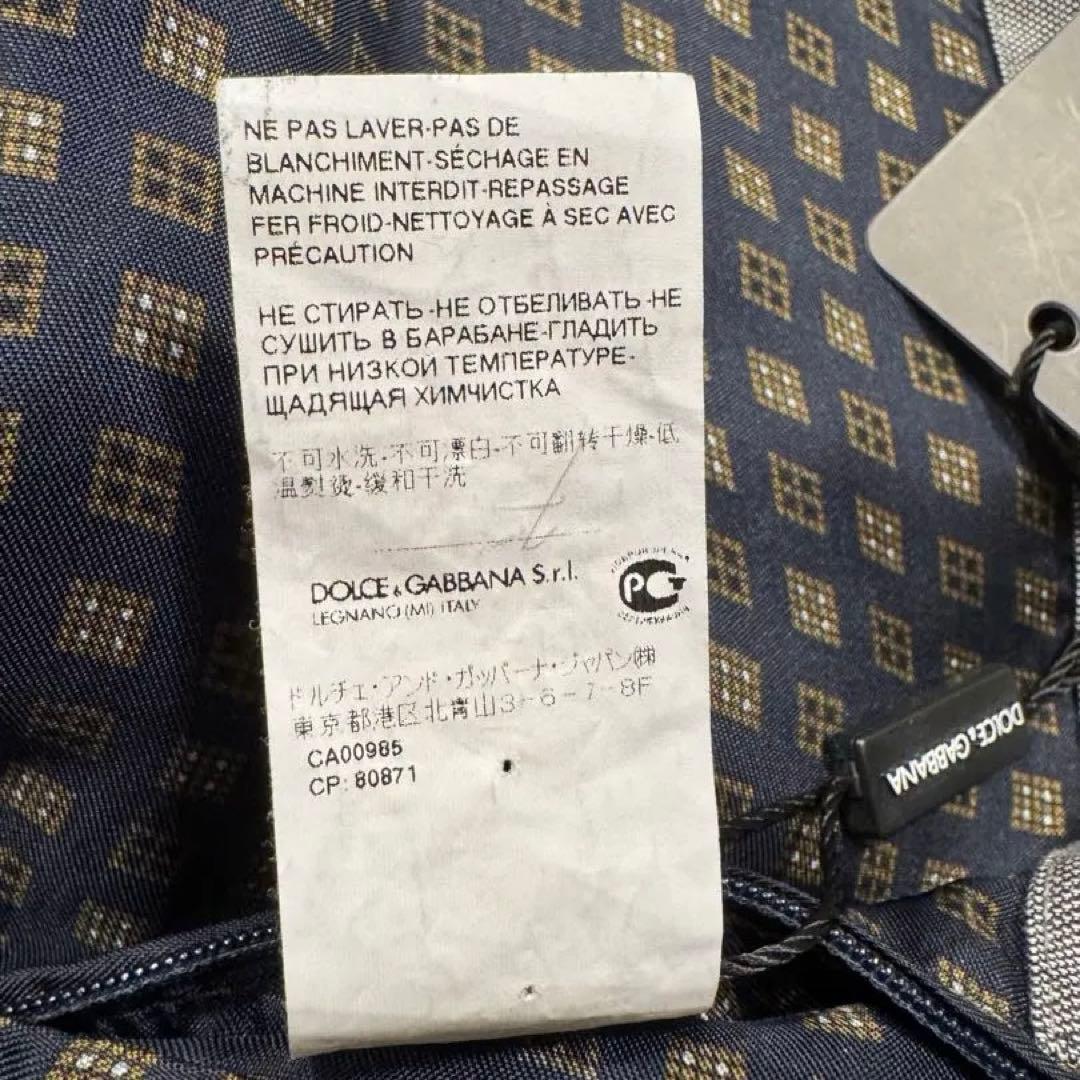 NE PAS LAVER-PAS DE
BLANCHIMENT-SÉCHAGE EN
MACHINE INTERDIT-REPASSAGE
FER FROID-NETTOYAGE À SEC AVEC
PRÉCAUTION
НЕ СТИРАТЬ-НЕ ОТБЕЛИВАТЬ-НЕ
СУШИТЬ В БАРАБАНЕ-ГЛАДИТЬ
ПРИ НИЗКОЙ ТЕМПЕРАТУРЕ-
ЩАДЯЩАЯ ХИМЧИСТКА
不可水洗-不可漂白-不可翻转干燥-低
温熨烫-缓和干洗
DOLCE & GABBANA S.r.l.
LEGNANO (MI) ITALY
РСТ
ドルチェ・アンド・ガッバーナ・ジャパン㈱
東京都港区北青山3-6-7-8F
CA00985
CP: 80871
DOLCE & GABBANA